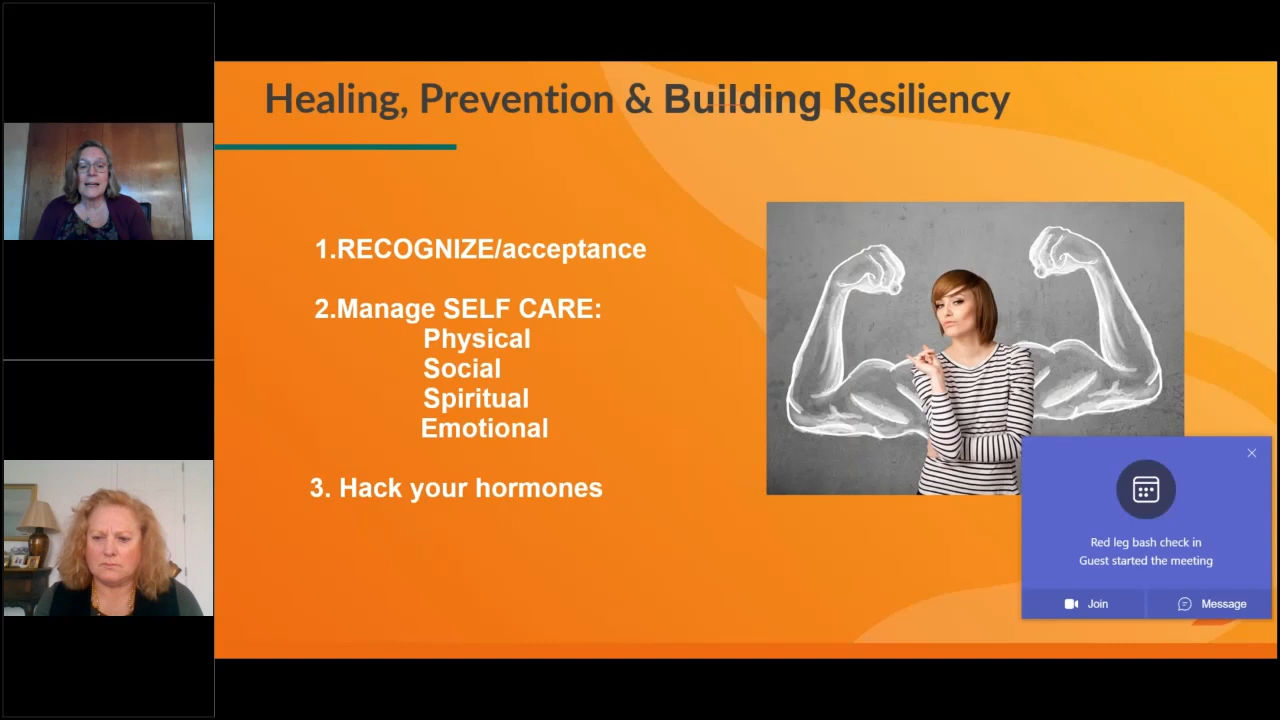 Healing, Prevention & Building Resiliency
1.RECOGNIZE/acceptance
2.Manage SELF CARE:
Physical
Social
Spiritual
Emotional
3. Hack your hormones
Red leg bash check in
Guest started the meeting
Join
Message